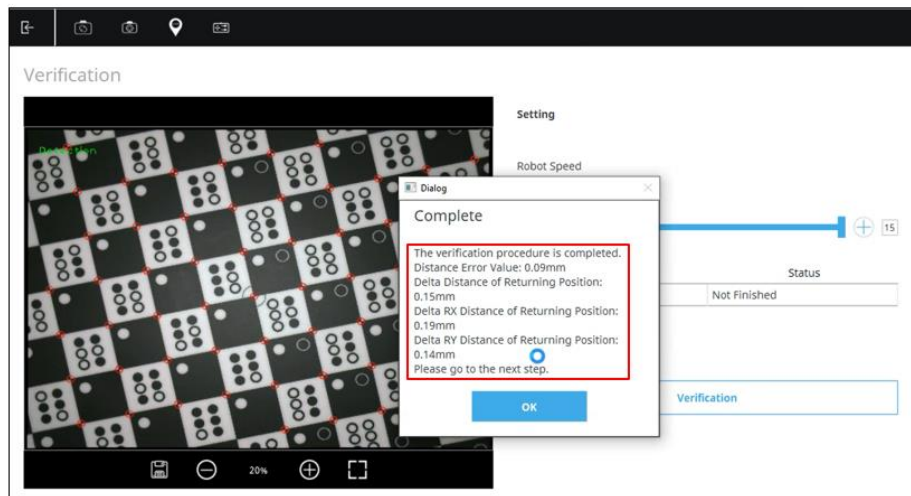 Verification
Detection
Setting
Robot Speed
Dialog
Complete
The verification procedure is completed.
Distance Error Value: 0.09mm
Delta Distance of Returning Position:
0.15mm
Delta RX Distance of Returning Position:
0.19mm
Delta RY Distance of Returning Position:
0.14mm
Please go to the next step.
OK
15
Status
Not Finished
Verification
20%